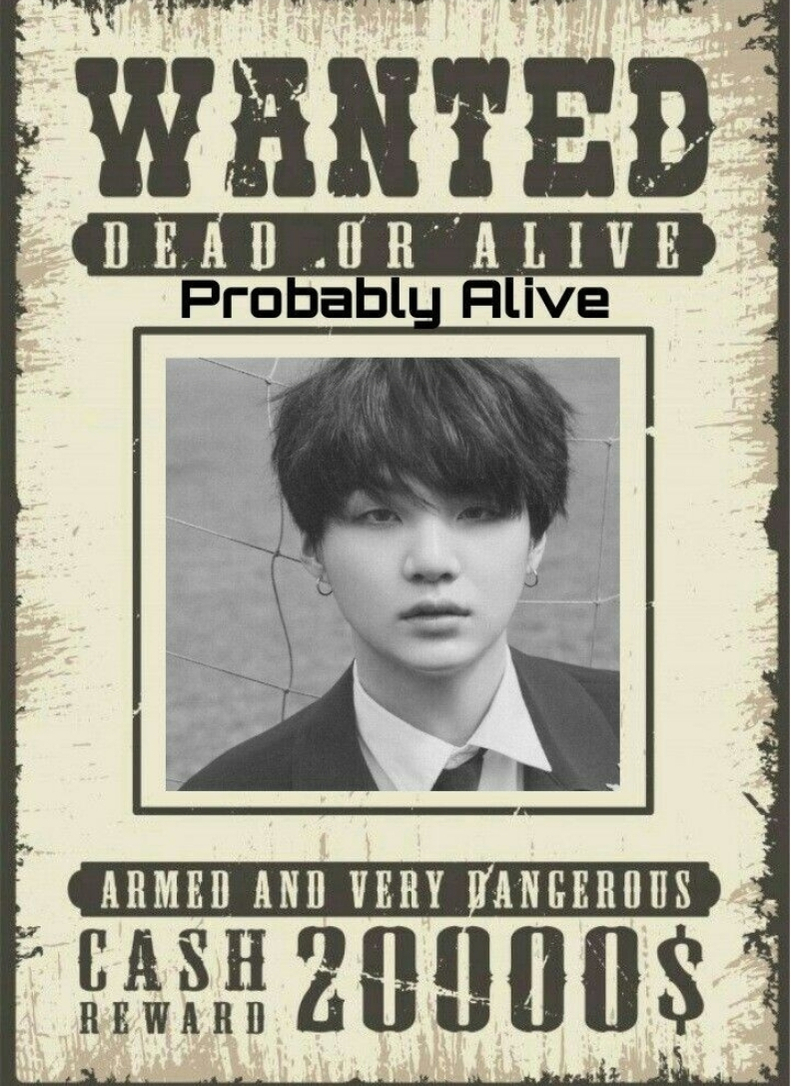 WANTED
DEAD OR ALIVE
Probably Alive
ARMED AND VERY DANGEROUS
CASH
REWARD
20000$